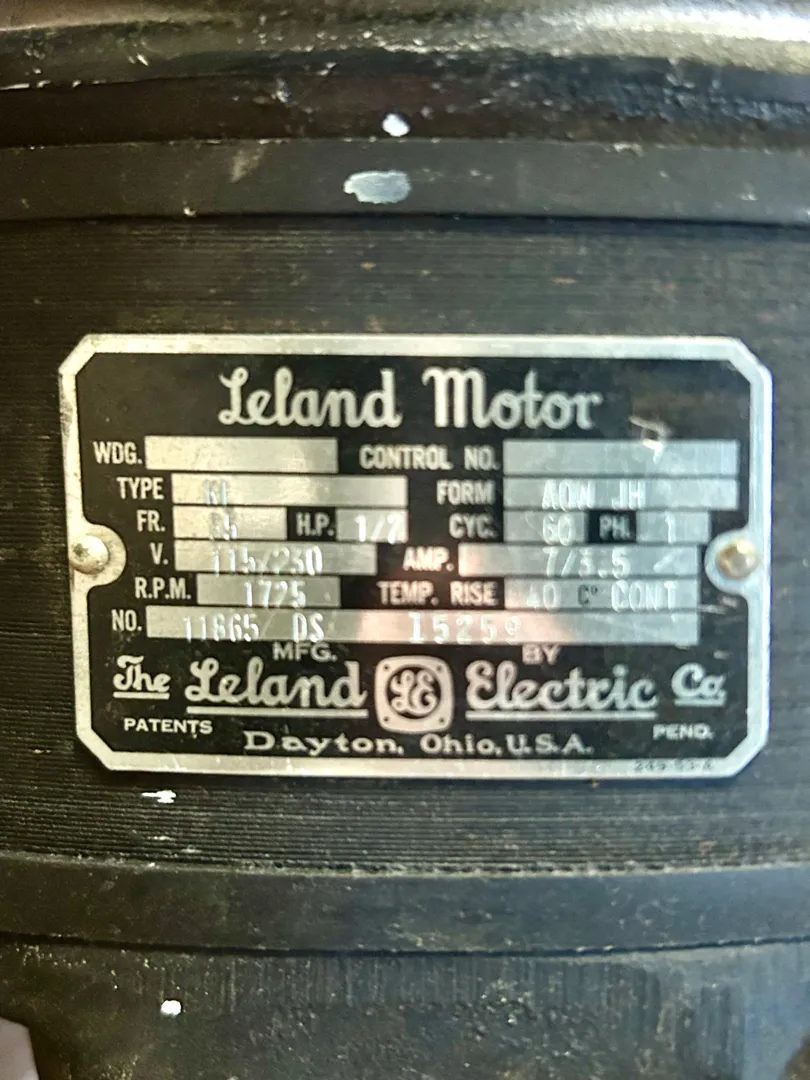 Leland Motor
WDG. CONTROL NO.
TYPE FORM AOW JH
FR. H.P. 1/2 CYC. 60 PH. 1
V. 115/230 AMP. 7/3.5
R.P.M. 1725 TEMP. RISE 40 C° CONT
NO. 11865 DS 15259
MFG. BY
The Leland LE Electric Co.
PATENTS PEND.
Dayton, Ohio, U.S.A.